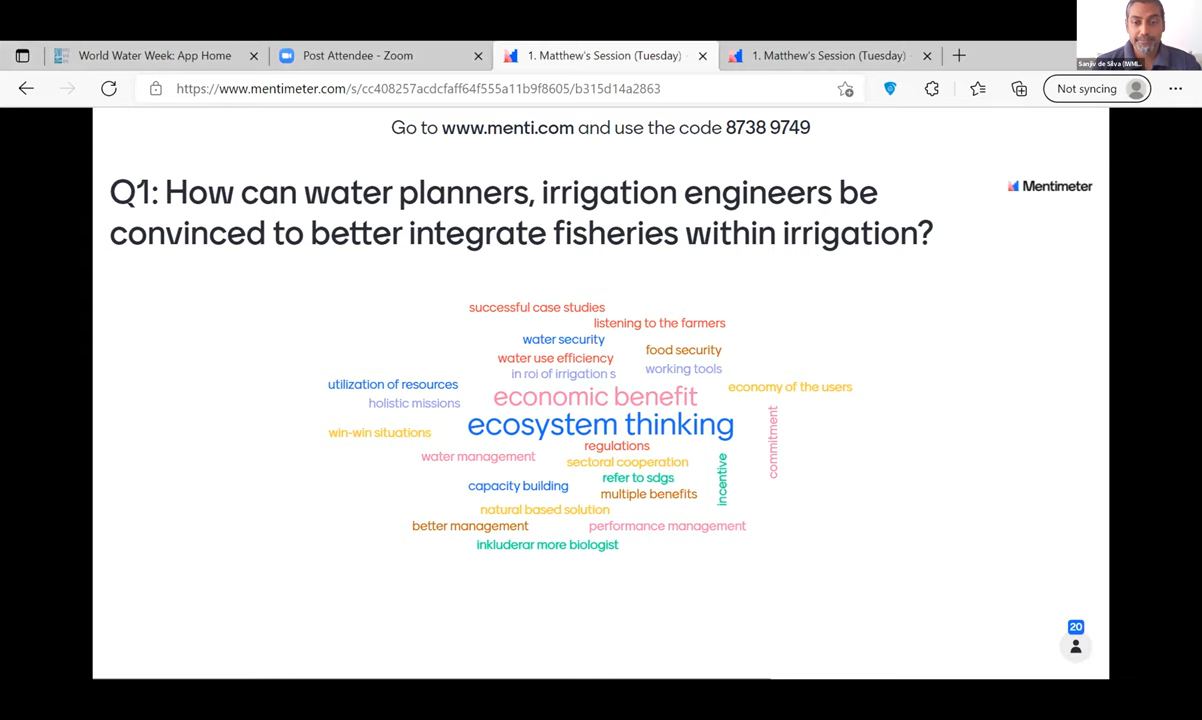 World Water Week: App Home
Post Attendee - Zoom
1. Matthew's Session (Tuesday)
1. Matthew's Session (Tuesday)
https://www.mentimeter.com/s/cc408257acdcfaff64f555a11b9f8605/b315d14a2863
Not syncing
Sanjiv de Silva (IWMI...
Go to www.menti.com and use the code 8738 9749
Mentimeter
Q1: How can water planners, irrigation engineers be
convinced to better integrate fisheries within irrigation?
successful case studies
listening to the farmers
water security
food security
water use efficiency
in roi of irrigation s
working tools
utilization of resources
economy of the users
economic benefit
holistic missions
ecosystem thinking
win-win situations
commitment
regulations
water management
sectoral cooperation
incentive
refer to sdgs
capacity building
multiple benefits
natural based solution
better management
performance management
inkluderar more biologist
20